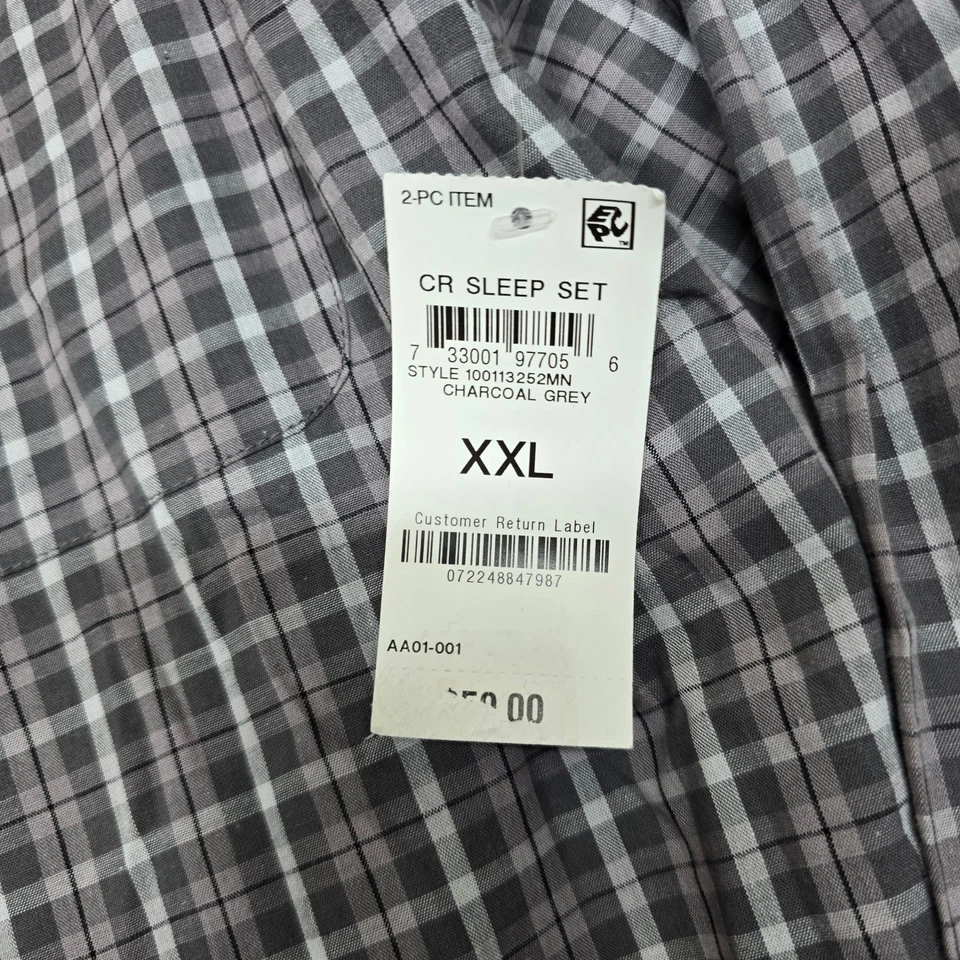 2-PC ITEM
EPC™
CR SLEEP SET
7 33001 97705 6
STYLE 100113252MN
CHARCOAL GREY
XXL
Customer Return Label
072248847987
AA01-001